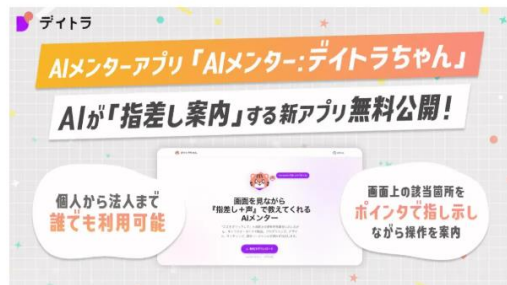 デイトラ
AIメンターアプリ「AIメンター:デイトラちゃん」
AIが「指差し案内」する新アプリ無料公開!
個人から法人まで
誰でも利用可能
画面を見ながら
『指差し+声』で教えてくれる
AIメンター
画面上の該当箇所を
ポインタで指し示し
ながら操作を案内